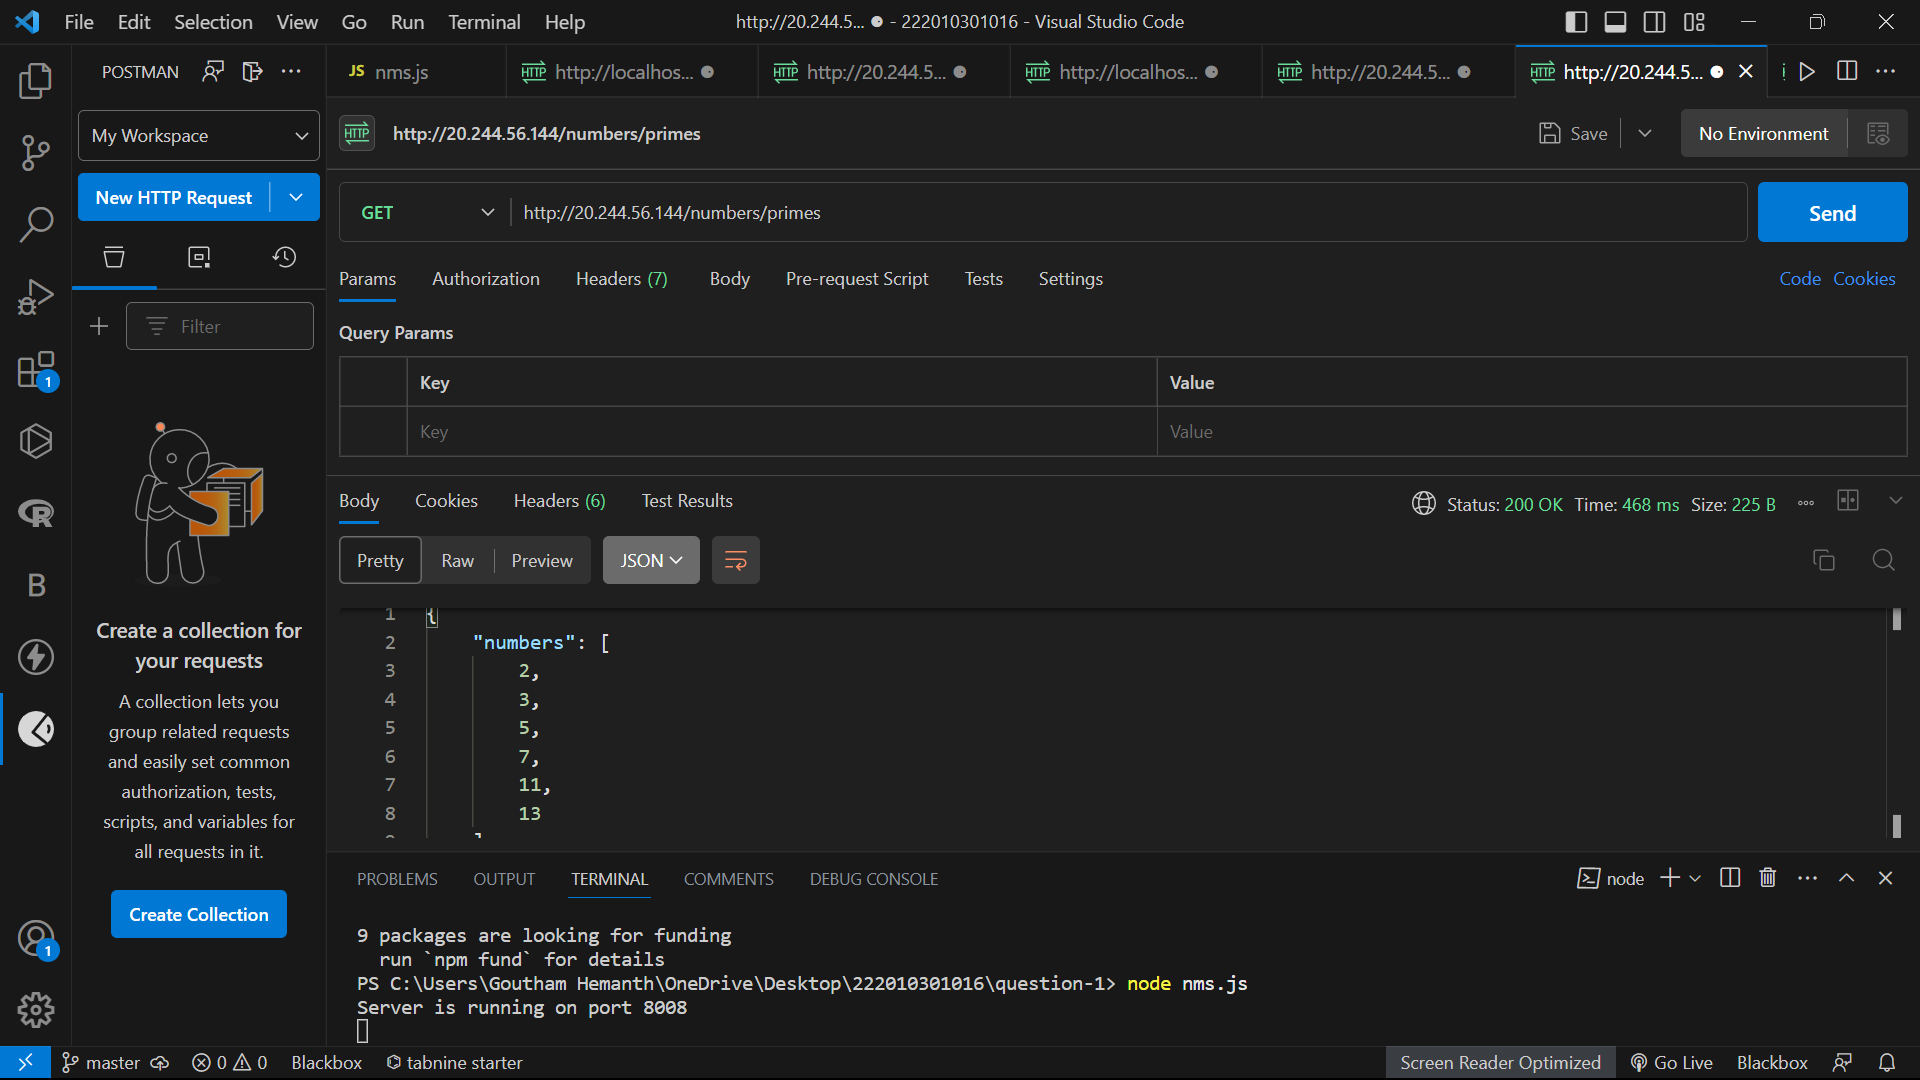 File Edit Selection View Go Run Terminal Help
http://20.244.5... ● - 222010301016 - Visual Studio Code
POSTMAN
JS nms.js
HTTP http://localhos...
HTTP http://20.244.5...
HTTP http://localhos...
HTTP http://20.244.5...
HTTP http://20.244.5...
My Workspace
HTTP http://20.244.56.144/numbers/primes
Save
No Environment
New HTTP Request
GET http://20.244.56.144/numbers/primes
Send
Params Authorization Headers (7) Body Pre-request Script Tests Settings
Code Cookies
Filter
Query Params
Key Value
Key Value
1
Body Cookies Headers (6) Test Results
Status: 200 OK Time: 468 ms Size: 225 B
Pretty Raw Preview JSON
1 {
2 "numbers": [
3 2,
4 3,
5 5,
6 7,
7 11,
8 13
R
B
Create a collection for
your requests
A collection lets you
group related requests
and easily set common
authorization, tests,
scripts, and variables for
all requests in it.
Create Collection
PROBLEMS OUTPUT TERMINAL COMMENTS DEBUG CONSOLE
node
9 packages are looking for funding
run `npm fund` for details
PS C:\Users\Goutham Hemanth\OneDrive\Desktop\222010301016\question-1> node nms.js
Server is running on port 8008
1
master 0 0 Blackbox tabnine starter
Screen Reader Optimized Go Live Blackbox